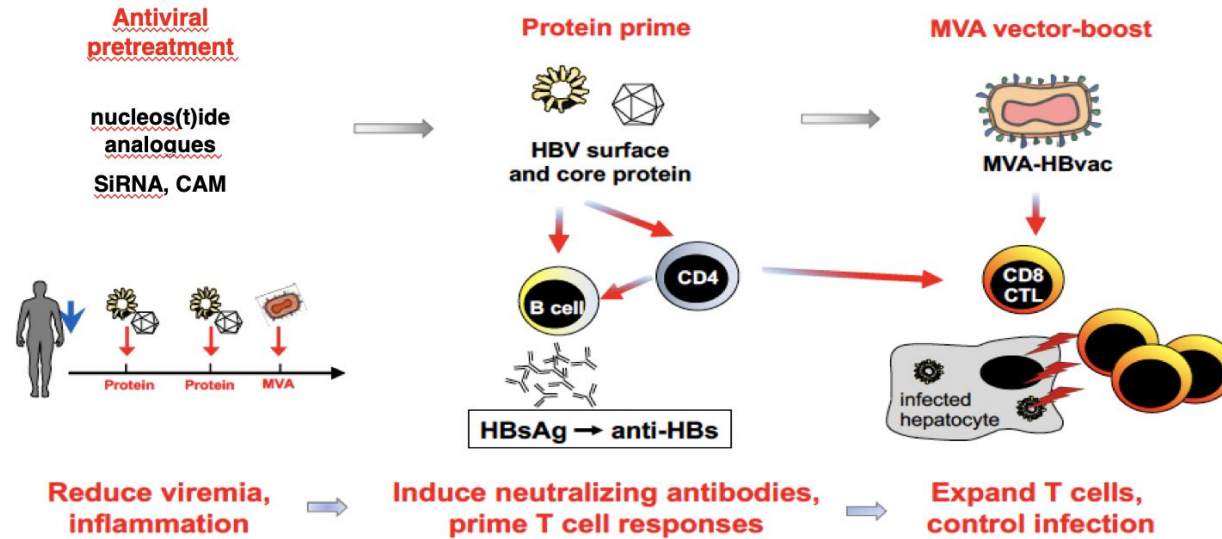 Antiviral
pretreatment
nucleos(t)ide
analogues
SiRNA, CAM
Protein
Protein
MVA
Reduce viremia,
inflammation
Protein prime
HBV surface
and core protein
B cell
CD4
HBsAg → anti-HBs
Induce neutralizing antibodies,
prime T cell responses
MVA vector-boost
MVA-HBvac
CD8
CTL
infected
hepatocyte
Expand T cells,
control infection